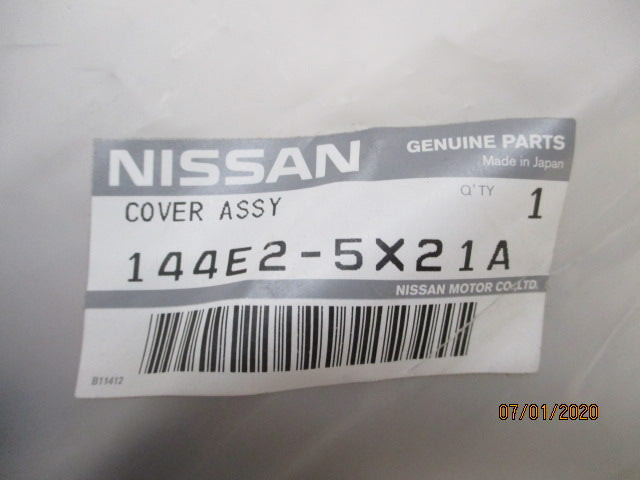 NISSAN
GENUINE PARTS
Made in Japan
COVER ASSY
Q'TY 1
144E2-5X21A
NISSAN MOTOR CO.,LTD.
B11412
07/01/2020